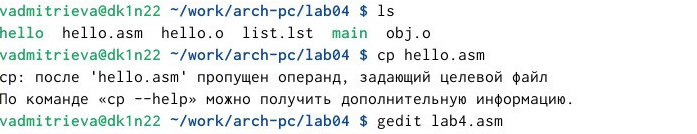 vadmitrieva@dk1n22 ~/work/arch-pc/lab04 $ ls
hello  hello.asm  hello.o  list.lst  main  obj.o
vadmitrieva@dk1n22 ~/work/arch-pc/lab04 $ cp hello.asm
cp: после 'hello.asm' пропущен операнд, задающий целевой файл
По команде «cp --help» можно получить дополнительную информацию.
vadmitrieva@dk1n22 ~/work/arch-pc/lab04 $ gedit lab4.asm